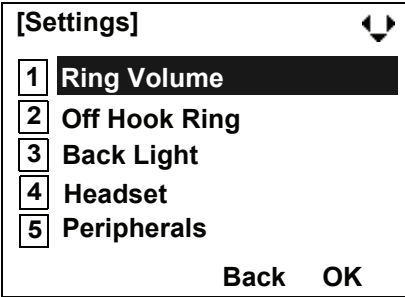 [Settings]
1 Ring Volume
2 Off Hook Ring
3 Back Light
4 Headset
5 Peripherals
Back OK